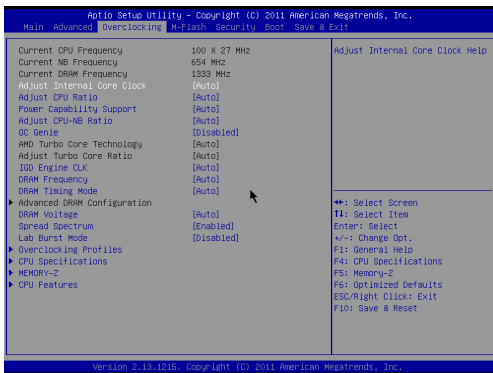 Aptio Setup Utility - Copyright (C) 2011 American Megatrends, Inc.
Main Advanced Overclocking M-Flash Security Boot Save & Exit
Current CPU Frequency 100 X 27 MHz
Current NB Frequency 654 MHz
Current DRAM Frequency 1333 MHz
Adjust Internal Core Clock [Auto]
Adjust CPU Ratio [Auto]
Power Capability Support [Auto]
Adjust CPU-NB Ratio [Auto]
OC Genie [Disabled]
AMD Turbo Core Technology [Auto]
Adjust Turbo Core Ratio [Auto]
IGD Engine CLK [Auto]
DRAM Frequency [Auto]
DRAM Timing Mode [Auto]
Advanced DRAM Configuration
DRAM Voltage [Auto]
Spread Spectrum [Enabled]
Lab Burst Mode [Disabled]
Overclocking Profiles
CPU Specifications
MEMORY-Z
CPU Features
Adjust Internal Core Clock Help
→←: Select Screen
↑↓: Select Item
Enter: Select
+/-: Change Opt.
F1: General Help
F4: CPU Specifications
F5: Memory-Z
F6: Optimized Defaults
ESC/Right Click: Exit
F10: Save & Reset
Version 2.13.1215. Copyright (C) 2011 American Megatrends, Inc.